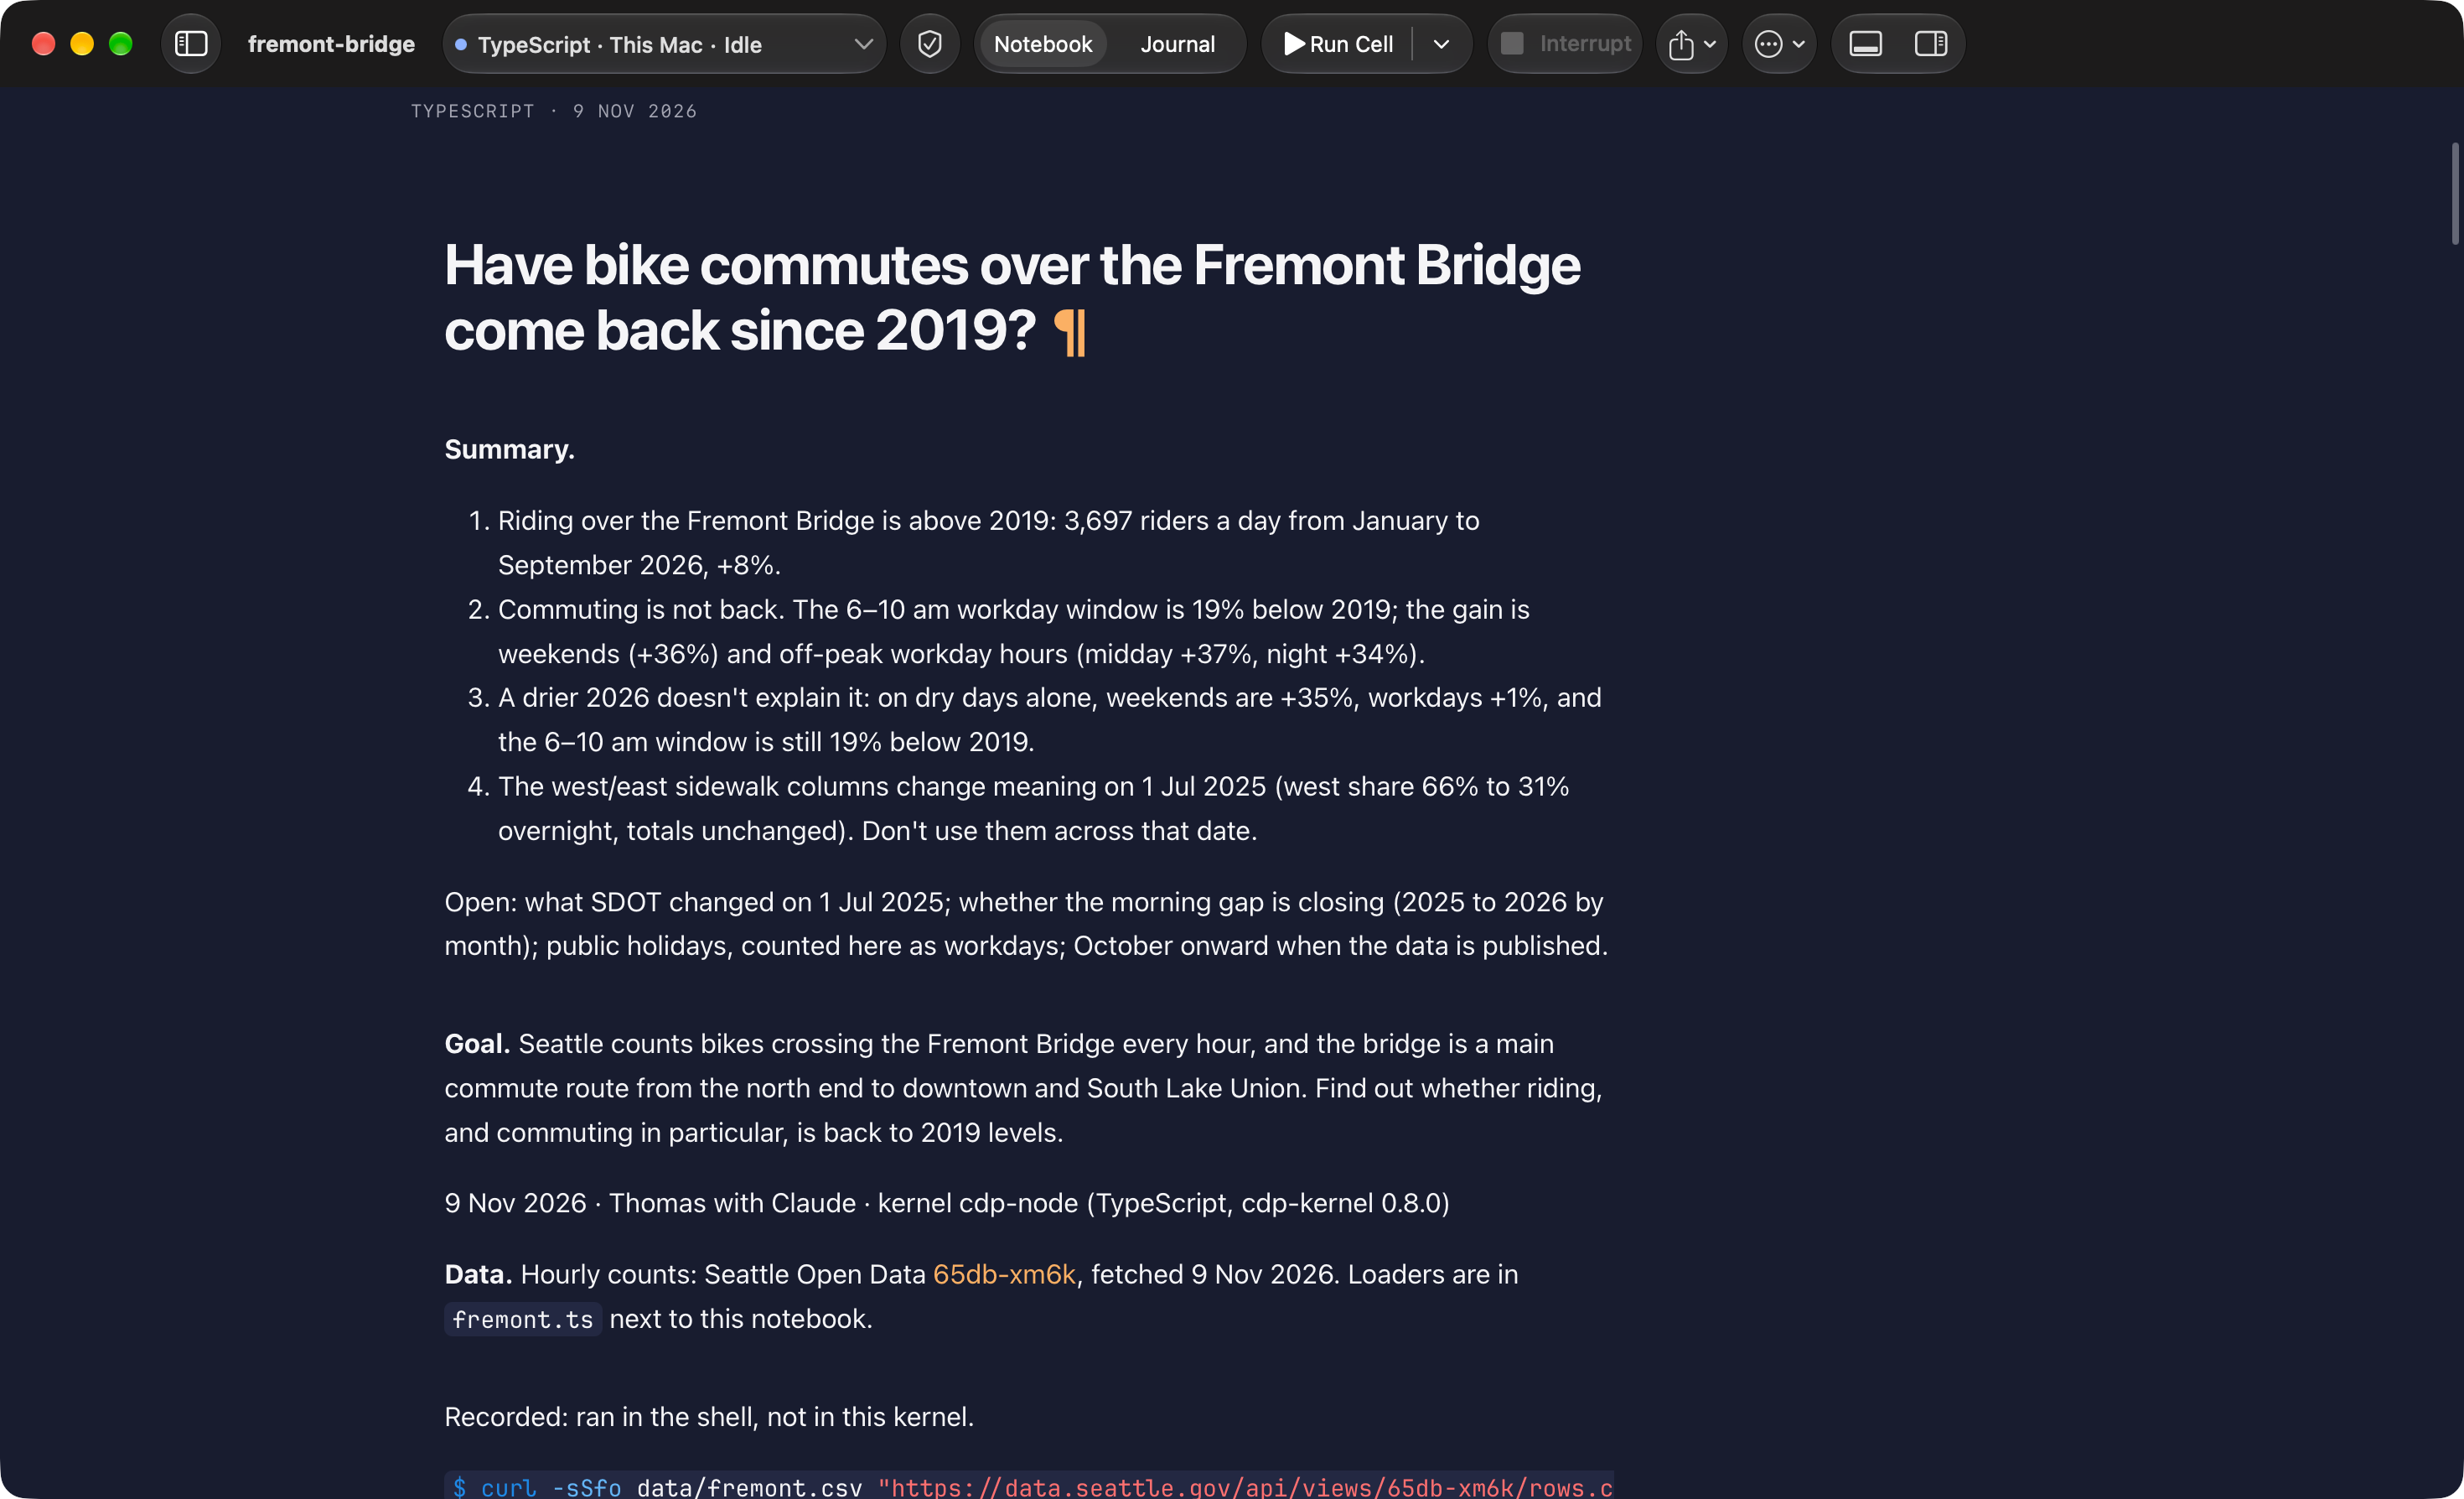 fremont-bridge
TypeScript · This Mac · Idle
Notebook
Journal
Run Cell
Interrupt
TYPESCRIPT · 9 NOV 2026
Have bike commutes over the Fremont Bridge
come back since 2019? ¶
Summary.
1. Riding over the Fremont Bridge is above 2019: 3,697 riders a day from January to
September 2026, +8%.
2. Commuting is not back. The 6–10 am workday window is 19% below 2019; the gain is
weekends (+36%) and off-peak workday hours (midday +37%, night +34%).
3. A drier 2026 doesn't explain it: on dry days alone, weekends are +35%, workdays +1%, and
the 6–10 am window is still 19% below 2019.
4. The west/east sidewalk columns change meaning on 1 Jul 2025 (west share 66% to 31%
overnight, totals unchanged). Don't use them across that date.
Open: what SDOT changed on 1 Jul 2025; whether the morning gap is closing (2025 to 2026 by
month); public holidays, counted here as workdays; October onward when the data is published.
Goal. Seattle counts bikes crossing the Fremont Bridge every hour, and the bridge is a main
commute route from the north end to downtown and South Lake Union. Find out whether riding,
and commuting in particular, is back to 2019 levels.
9 Nov 2026 · Thomas with Claude · kernel cdp-node (TypeScript, cdp-kernel 0.8.0)
Data. Hourly counts: Seattle Open Data 65db-xm6k, fetched 9 Nov 2026. Loaders are in
fremont.ts next to this notebook.
Recorded: ran in the shell, not in this kernel.
$ curl -sSfo data/fremont.csv "https://data.seattle.gov/api/views/65db-xm6k/rows.c